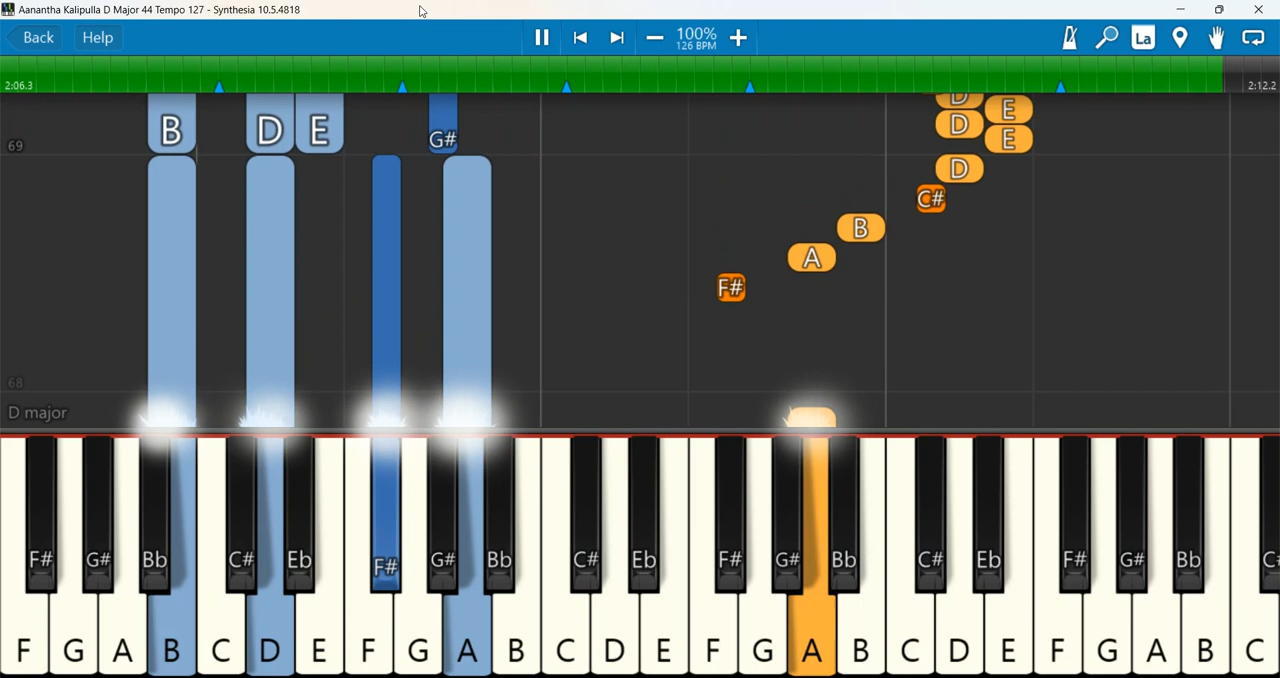 Aanantha Kalipulla D Major 44 Tempo 127 - Synthesia 10.5.4818
Back Help 100% La
126 BPM
2:06.3 2:12.2
B D E G# D E
D E
69
D
C#
B
A
F#
68
D major
F# G# Bb C# Eb F# G# Bb C# Eb F# G# Bb C# Eb F# G# Bb C
F G A B C D E F G A B C D E F G A B C D E F G A B C